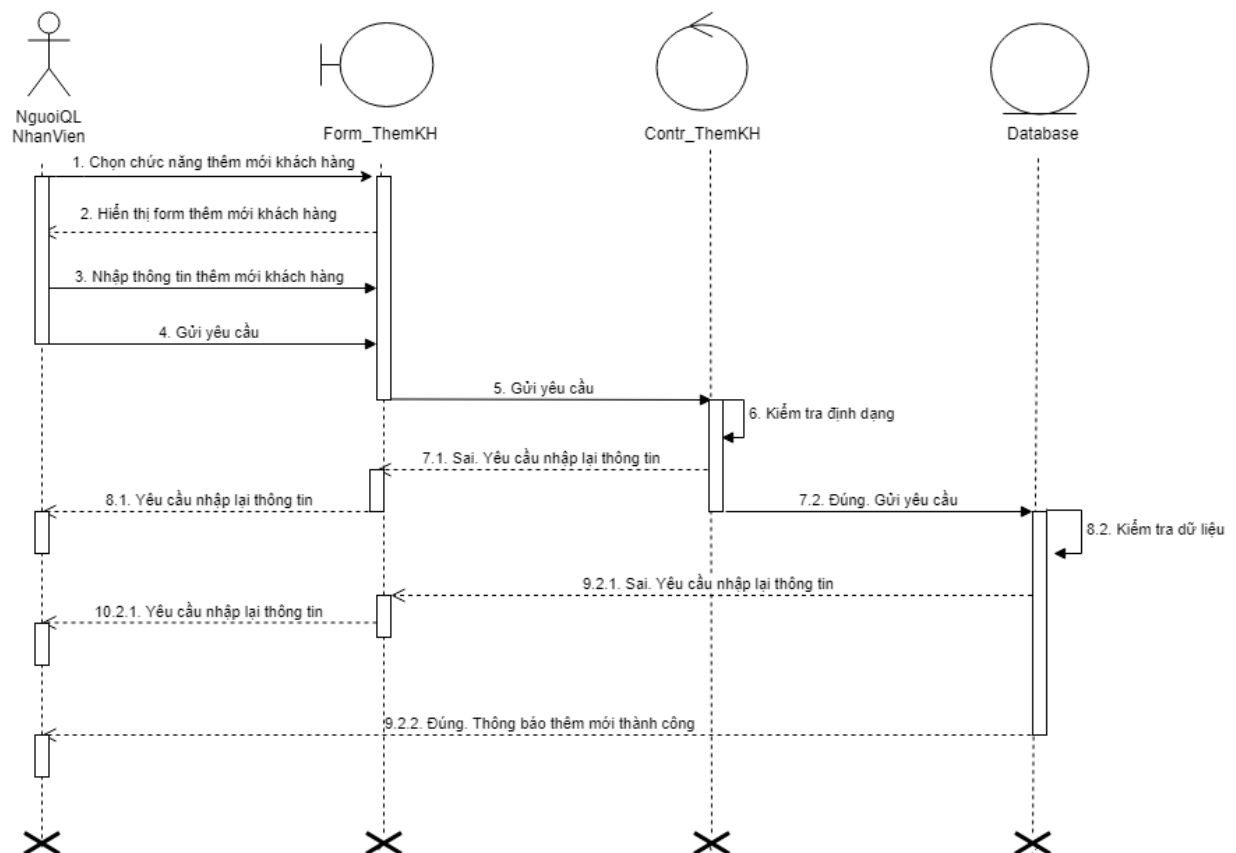 NguoiQL
NhanVien
Form_ThemKH
Contr_ThemKH
Database
1. Chọn chức năng thêm mới khách hàng
2. Hiển thị form thêm mới khách hàng
3. Nhập thông tin thêm mới khách hàng
4. Gửi yêu cầu
5. Gửi yêu cầu
6. Kiểm tra định dạng
7.1. Sai. Yêu cầu nhập lại thông tin
8.1. Yêu cầu nhập lại thông tin
7.2. Đúng. Gửi yêu cầu
8.2. Kiểm tra dữ liệu
9.2.1. Sai. Yêu cầu nhập lại thông tin
10.2.1. Yêu cầu nhập lại thông tin
9.2.2. Đúng. Thông báo thêm mới thành công